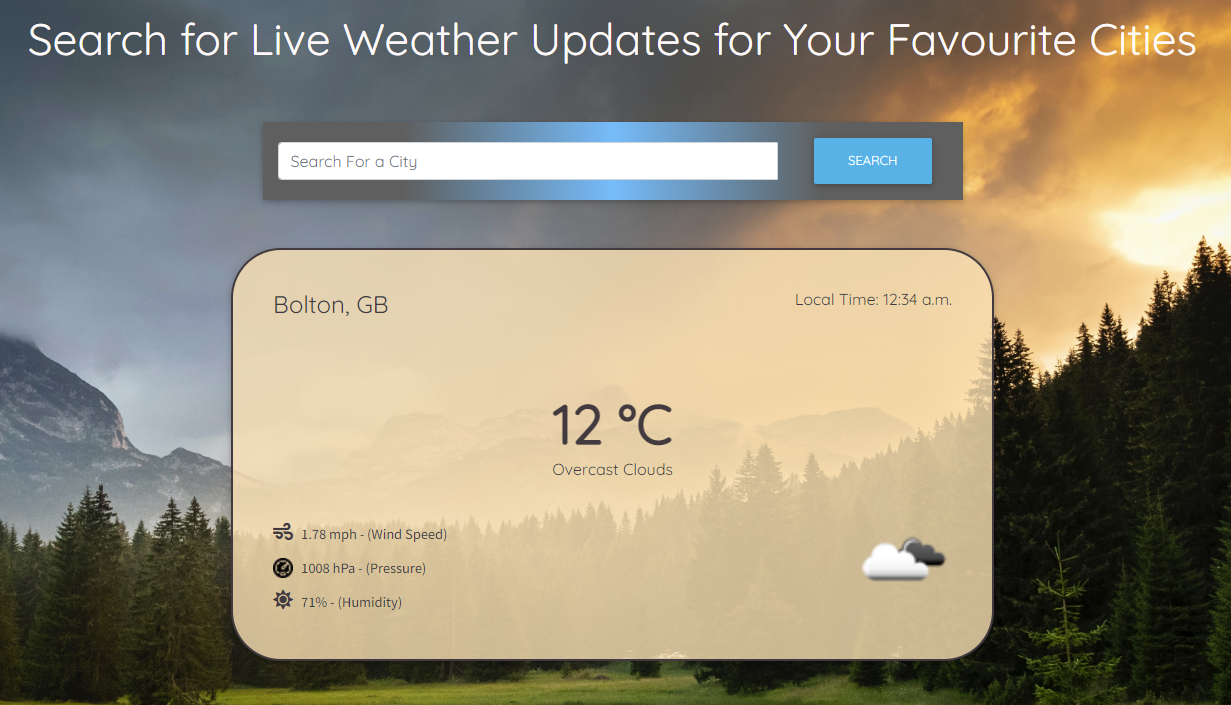 Search for Live Weather Updates for Your Favourite Cities
Search For a City
SEARCH
Bolton, GB
Local Time: 12:34 a.m.
12 °C
Overcast Clouds
1.78 mph - (Wind Speed)
1008 hPa - (Pressure)
71% - (Humidity)